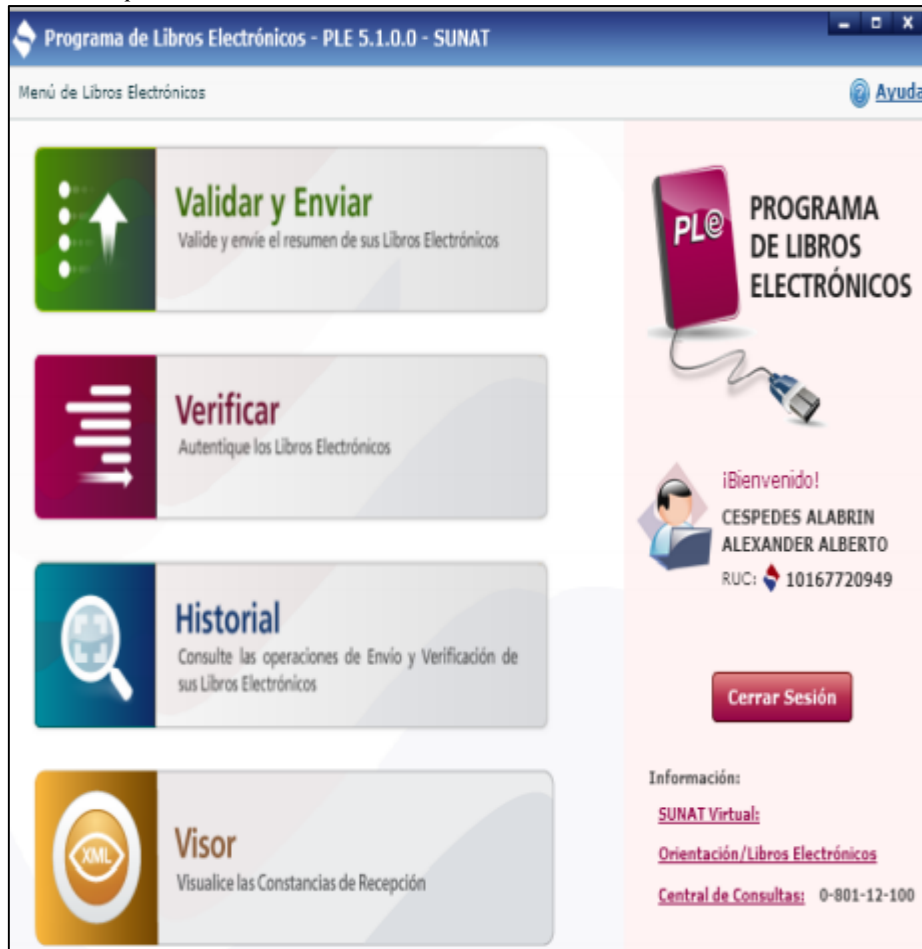 Programa de Libros Electrónicos - PLE 5.1.0.0 - SUNAT
Menú de Libros Electrónicos
Ayuda
Validar y Enviar
Valide y envíe el resumen de sus Libros Electrónicos
Verificar
Autentique los Libros Electrónicos
Historial
Consulte las operaciones de Envío y Verificación de
sus Libros Electrónicos
XML
Visor
Visualice las Constancias de Recepción
PLe
PROGRAMA
DE LIBROS
ELECTRÓNICOS
¡Bienvenido!
CESPEDES ALABRIN
ALEXANDER ALBERTO
RUC: 10167720949
Cerrar Sesión
Información:
SUNAT Virtual:
Orientación/Libros Electrónicos
Central de Consultas: 0-801-12-100